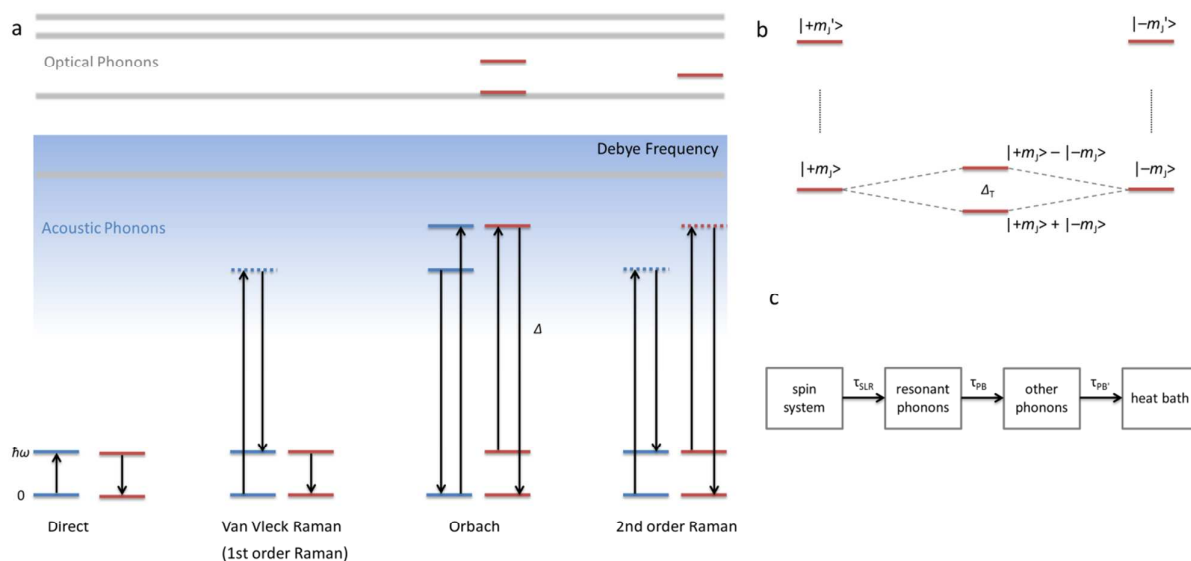 a
Optical Phonons
Debye Frequency
Acoustic Phonons
Δ
ħω
0
Direct
Van Vleck Raman
(1st order Raman)
Orbach
2nd order Raman
b
|+mJ'>
|−mJ'>
|+mJ>
|+mJ> − |−mJ>
|−mJ>
ΔT
|+mJ> + |−mJ>
c
spin
system
τSLR
resonant
phonons
τPB
other
phonons
τPB'
heat bath